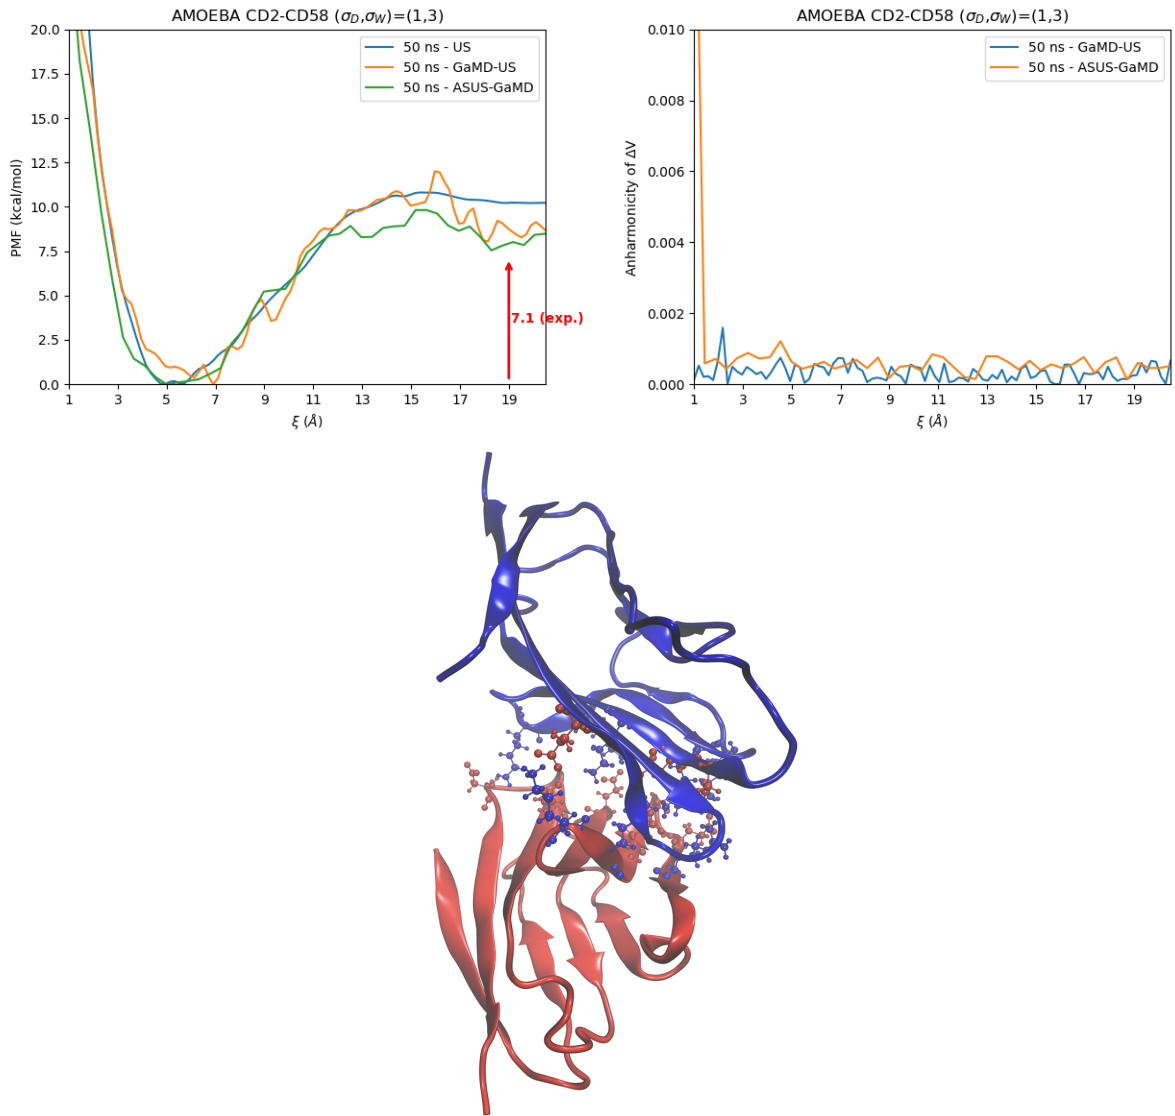 AMOEBA CD2-CD58 (σD,σW)=(1,3)
20.0
17.5
15.0
12.5
10.0
7.5
5.0
2.5
0.0
PMF (kcal/mol)
50 ns - US
50 ns - GaMD-US
50 ns - ASUS-GaMD
7.1 (exp.)
1 3 5 7 9 11 13 15 17 19
ξ (Å)
AMOEBA CD2-CD58 (σD,σW)=(1,3)
0.010
0.008
0.006
0.004
0.002
0.000
Anharmonicity of ΔV
50 ns - GaMD-US
50 ns - ASUS-GaMD
1 3 5 7 9 11 13 15 17 19
ξ (Å)